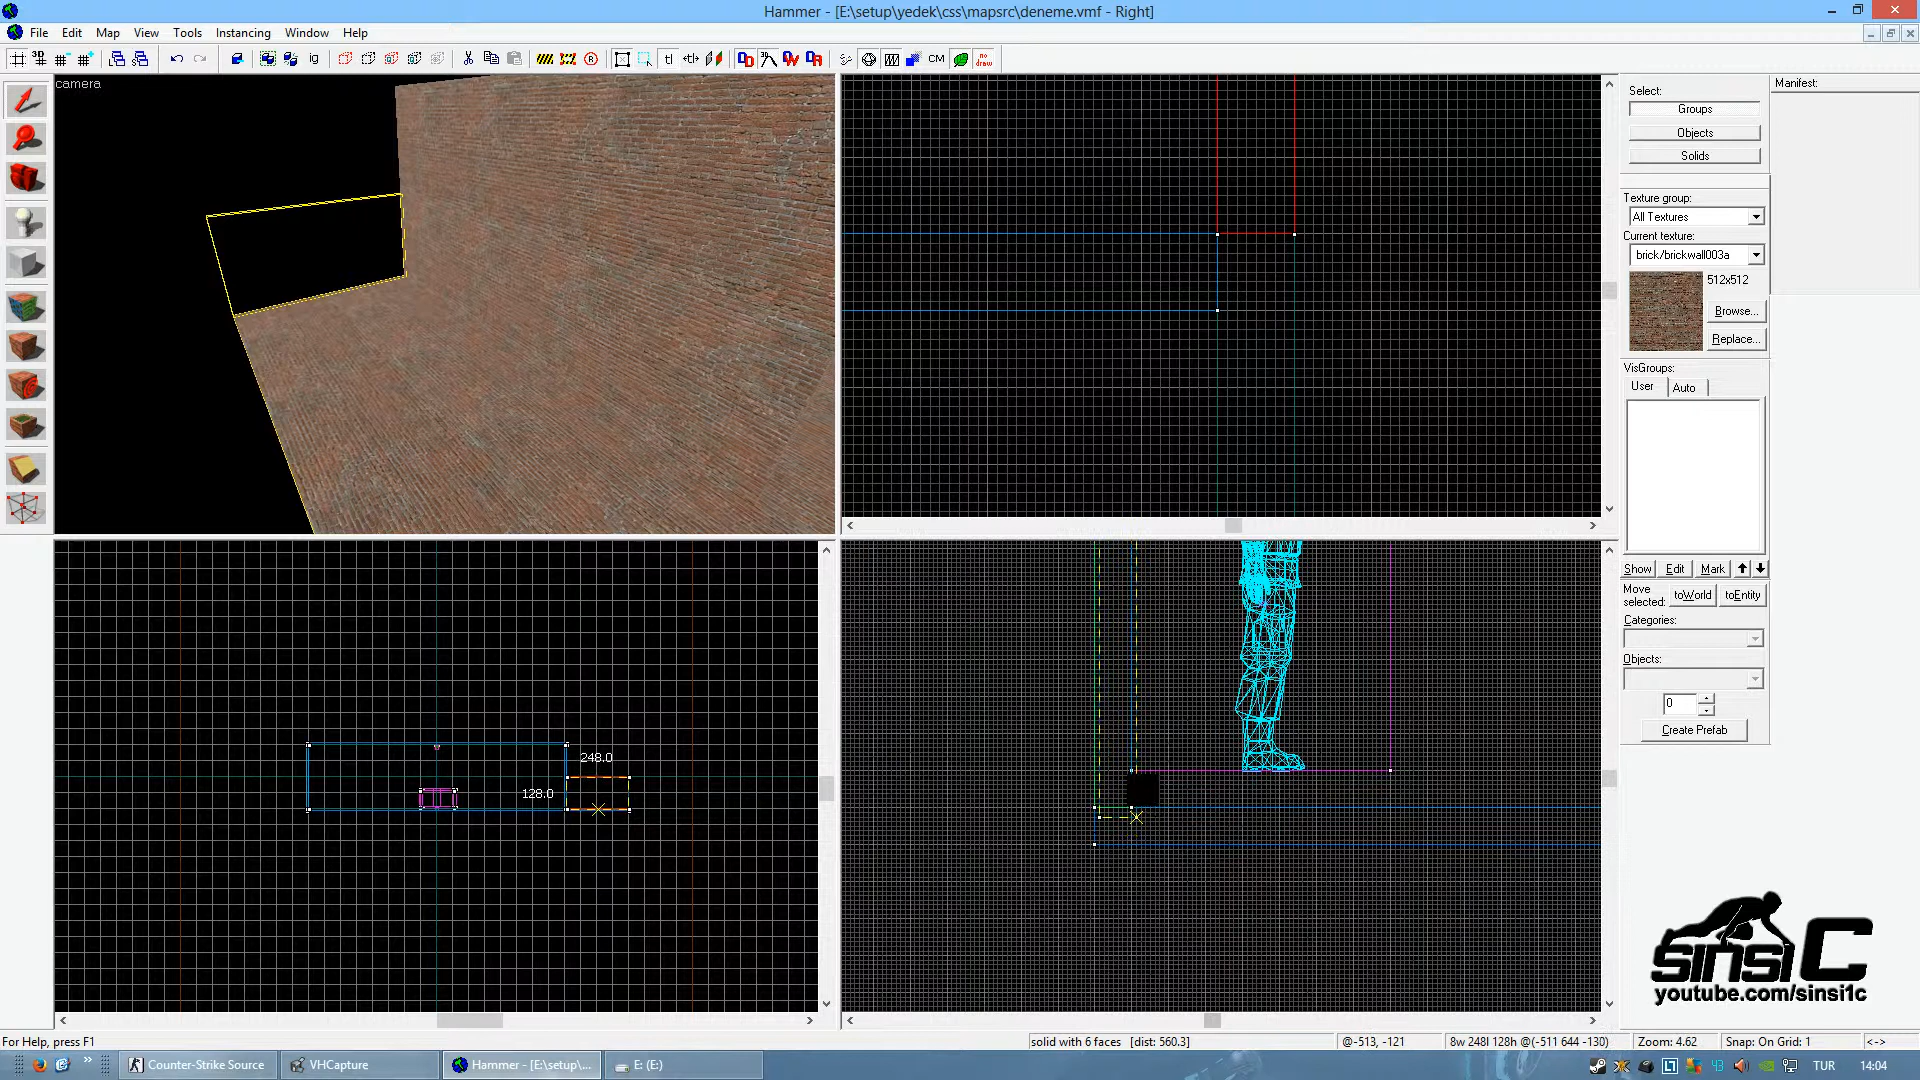 Hammer - [E:\setup\yedek\css\mapsrc\deneme.vmf - Right]
File Edit Map View Tools Instancing Window Help
camera
Select:
Groups
Objects
Solids
Texture group:
All Textures
Current texture:
brick/brickwall003a
512x512
Browse...
Replace...
VisGroups:
User Auto
Show Edit Mark
Move selected: toWorld toEntity
Categories:
Objects:
0
Create Prefab
Manifest:
248.0
128.0
sinsiC
youtube.com/sinsi1c
For Help, press F1
solid with 6 faces [dist: 560.3]
@-513, -121
8w 248l 128h @(-511 644 -130)
Zoom: 4.62
Snap: On Grid: 1
<->
Counter-Strike Source
VHCapture
Hammer - [E:\setup\...
E: (E:)
TUR
14:04